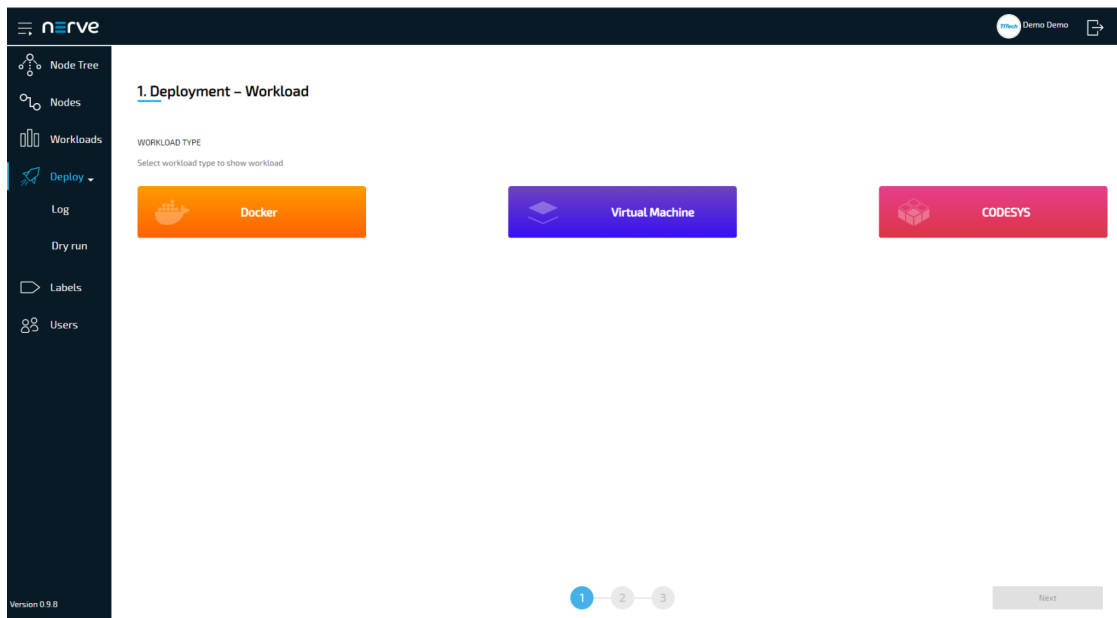 nerve
TTTech Demo Demo
Node Tree
Nodes
Workloads
Deploy
Log
Dry run
Labels
Users
Version 0.9.8
1. Deployment – Workload
WORKLOAD TYPE
Select workload type to show workload
Docker
Virtual Machine
CODESYS
1 2 3
Next